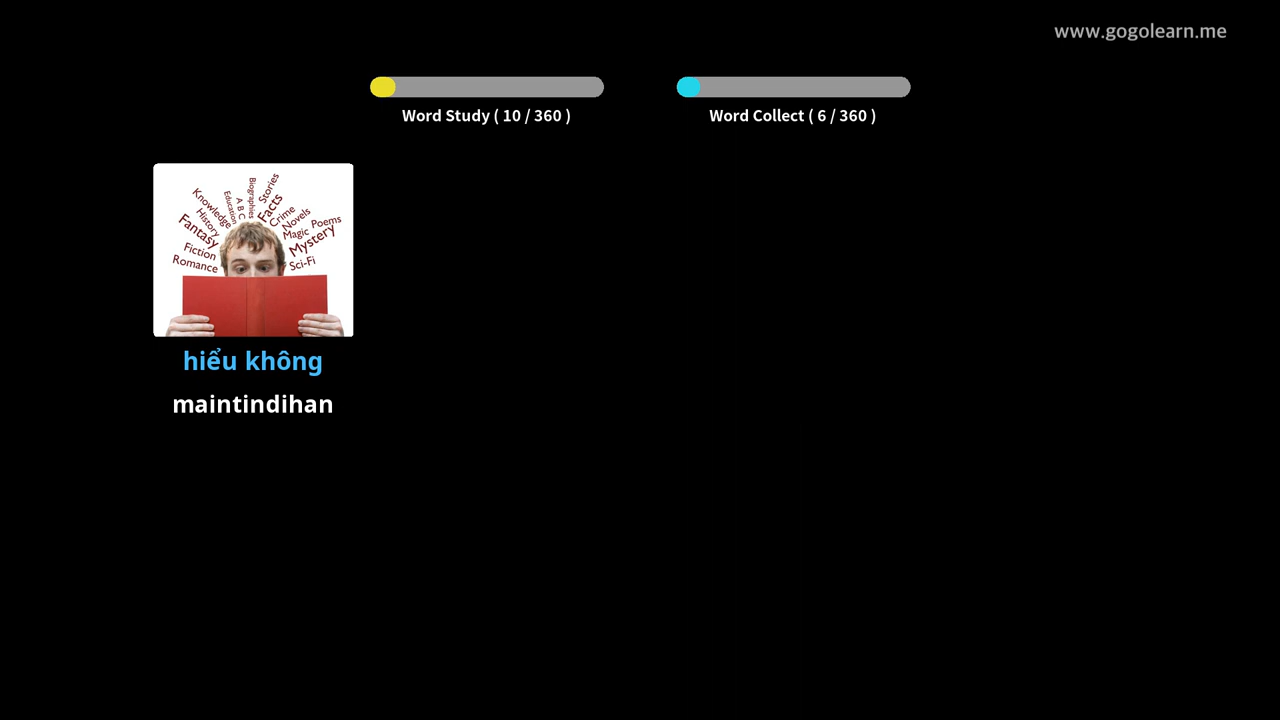 www.gogolearn.me
Word Study ( 10 / 360 )
Word Collect ( 6 / 360 )
Romance
Fiction
Fantasy
History
Knowledge
Education
A B C
Biographies
Stories
Facts
Crime
Novels
Magic
Poems
Mystery
Sci-Fi
hiểu không
maintindihan